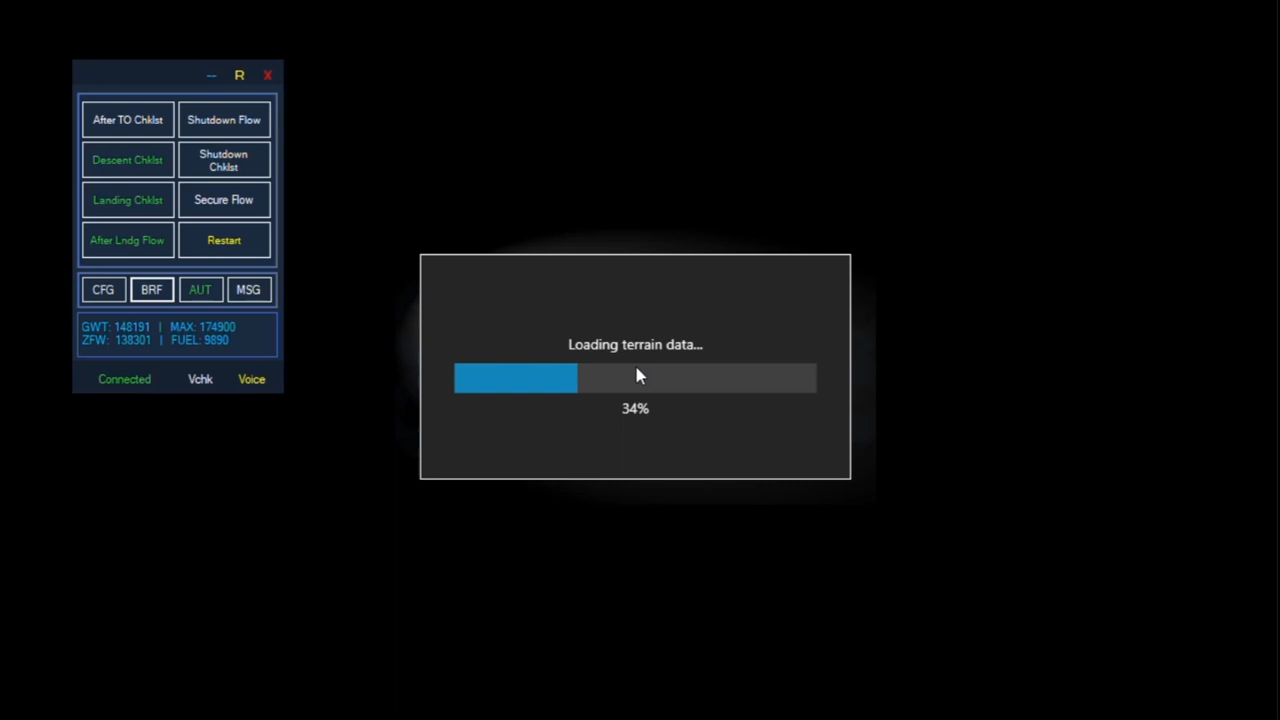 -- R X
After TO Chklst
Shutdown Flow
Descent Chklst
Shutdown
Chklst
Landing Chklst
Secure Flow
After Lndg Flow
Restart
CFG BRF AUT MSG
GWT: 148191 | MAX: 174900
ZFW: 138301 | FUEL: 9890
Connected Vchk Voice
Loading terrain data...
34%